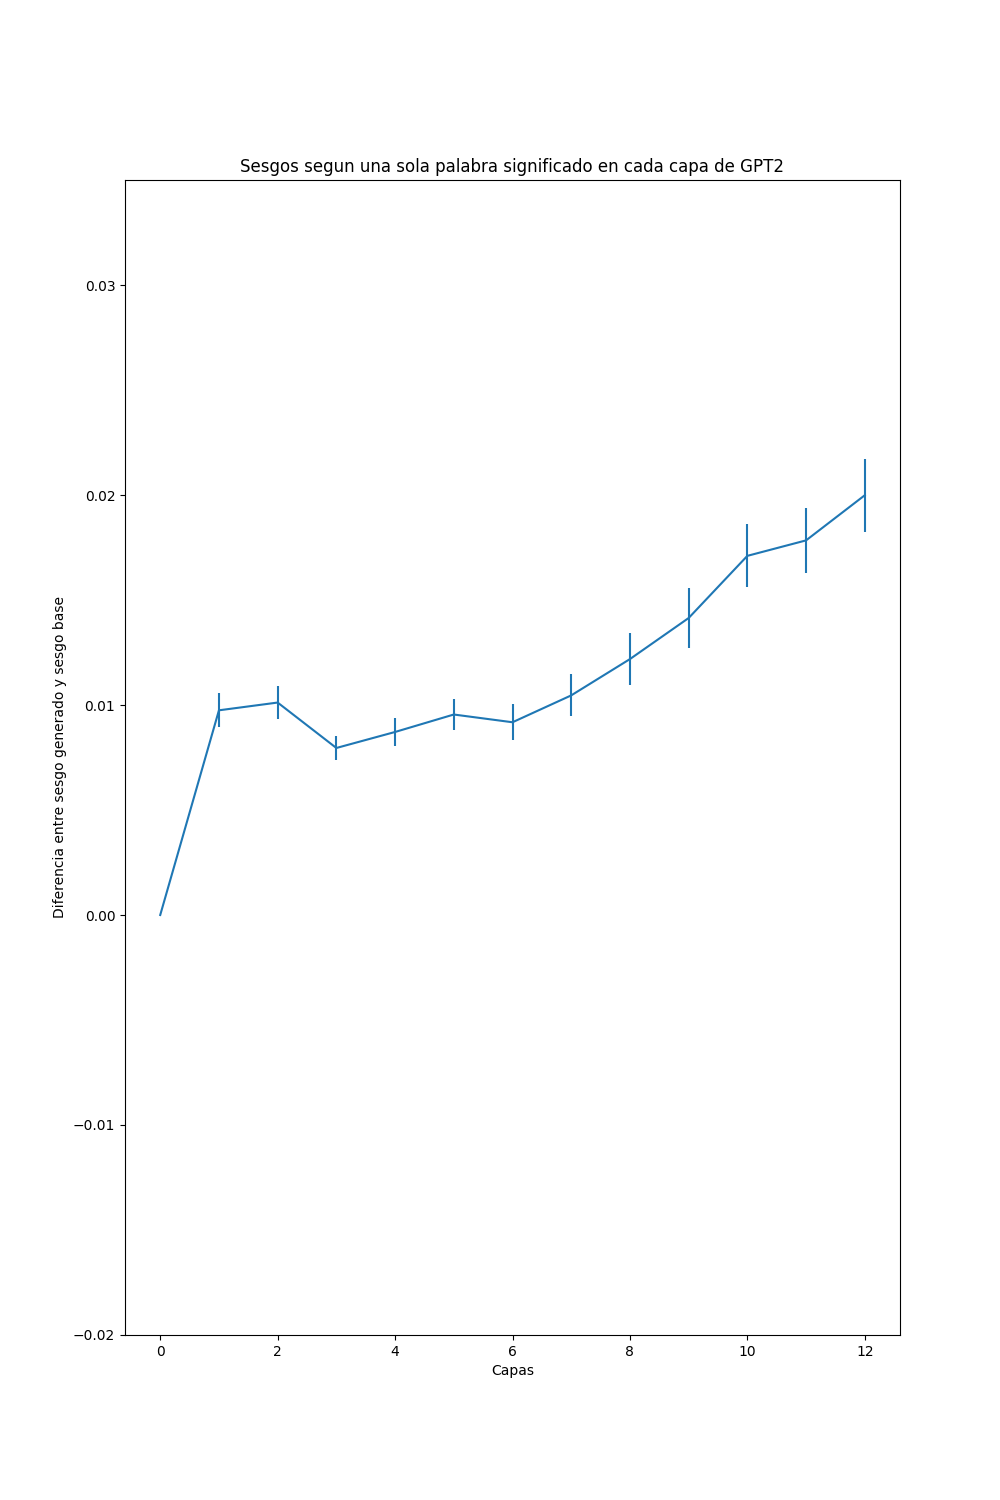 Sesgos segun una sola palabra significado en cada capa de GPT2
Diferencia entre sesgo generado y sesgo base
0.03
0.02
0.01
0.00
−0.01
−0.02
0 2 4 6 8 10 12
Capas